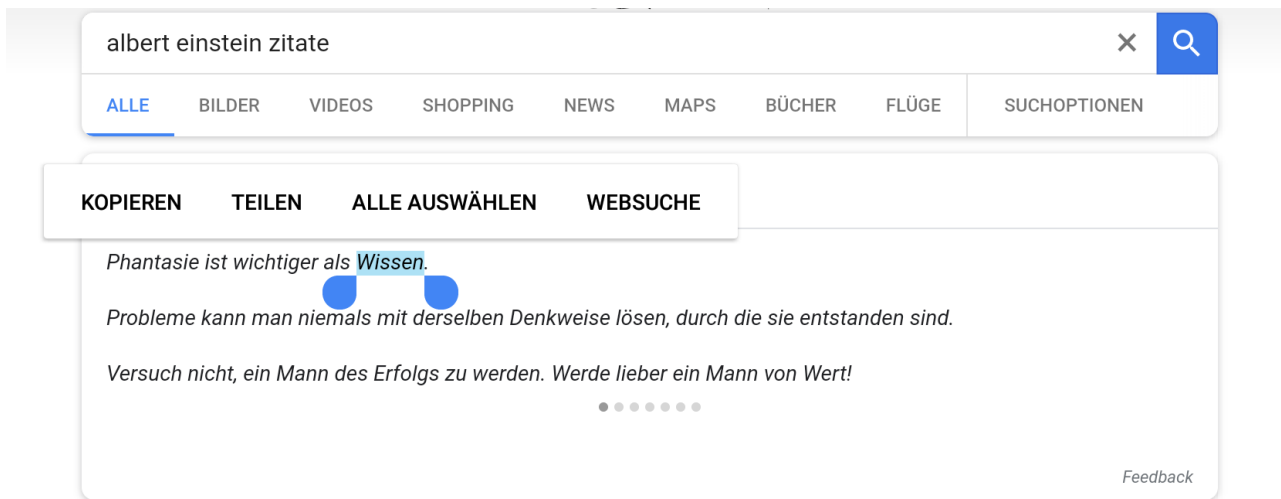 albert einstein zitate
ALLE BILDER VIDEOS SHOPPING NEWS MAPS BÜCHER FLÜGE SUCHOPTIONEN
KOPIEREN TEILEN ALLE AUSWÄHLEN WEBSUCHE
Phantasie ist wichtiger als Wissen.
Probleme kann man niemals mit derselben Denkweise lösen, durch die sie entstanden sind.
Versuch nicht, ein Mann des Erfolgs zu werden. Werde lieber ein Mann von Wert!
Feedback